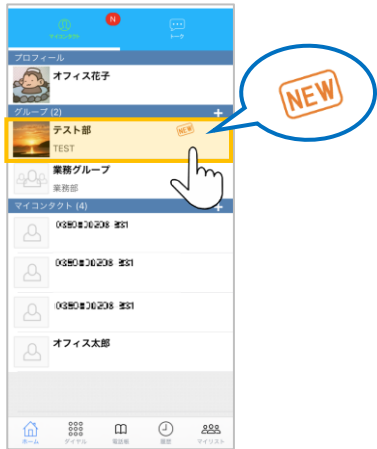 N
マイコンタクト
トーク
プロフィール
オフィス花子
グループ (2)
+
テスト部
NEW
TEST
NEW
業務グループ
業務部
マイコンタクト (4)
+
オフィス太郎
ホーム
ダイヤル
電話帳
履歴
マイリスト